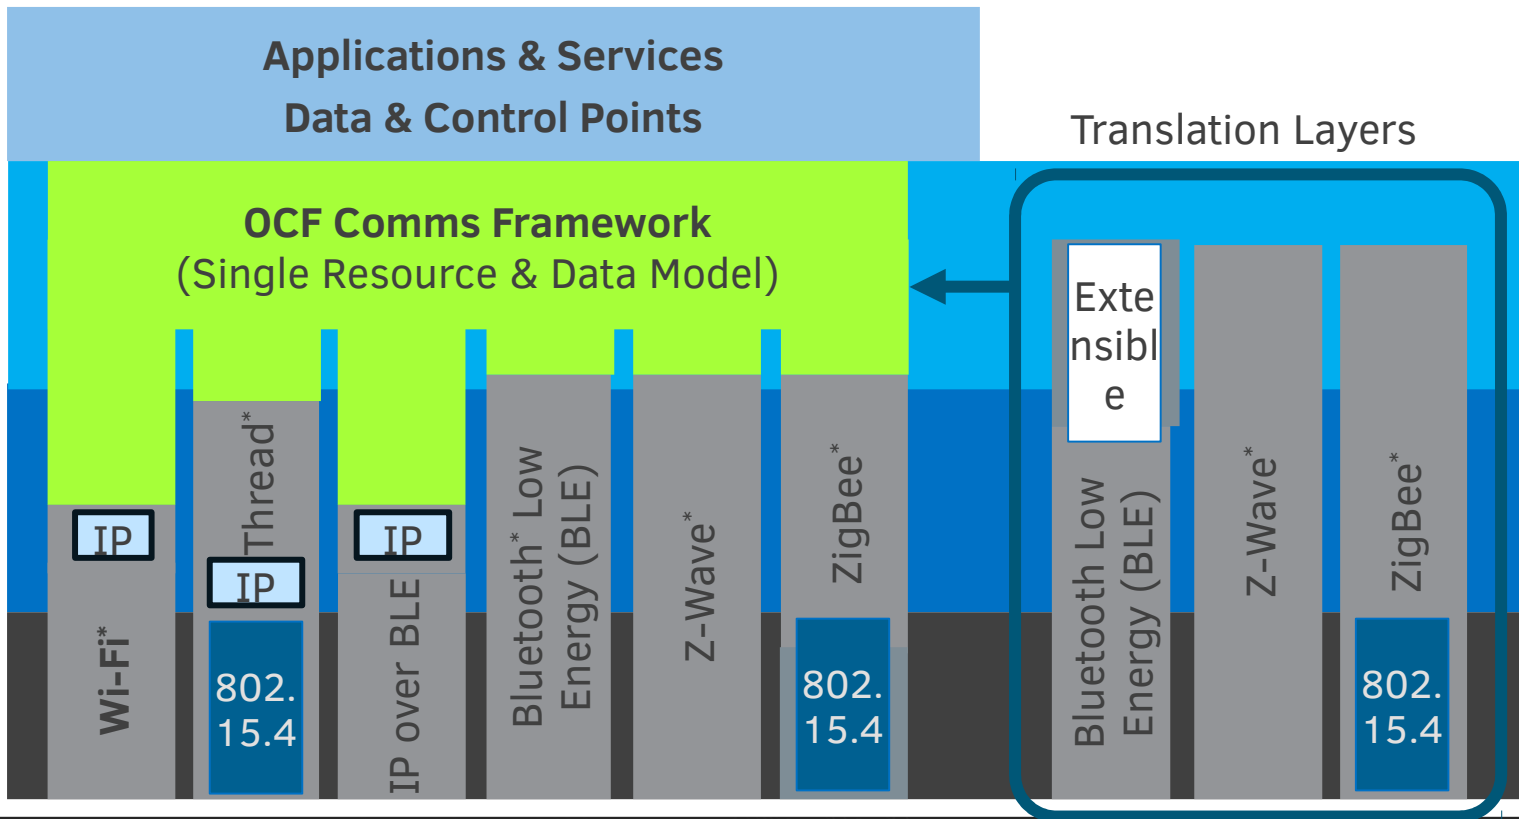 Applications & Services
Data & Control Points
Translation Layers
OCF Comms Framework
(Single Resource & Data Model)
Wi-Fi*
IP
Thread*
IP
802.
15.4
IP
IP over BLE
Bluetooth* Low
Energy (BLE)
Z-Wave*
ZigBee*
802.
15.4
Exte
nsibl
e
Bluetooth Low
Energy (BLE)
Z-Wave*
ZigBee*
802.
15.4